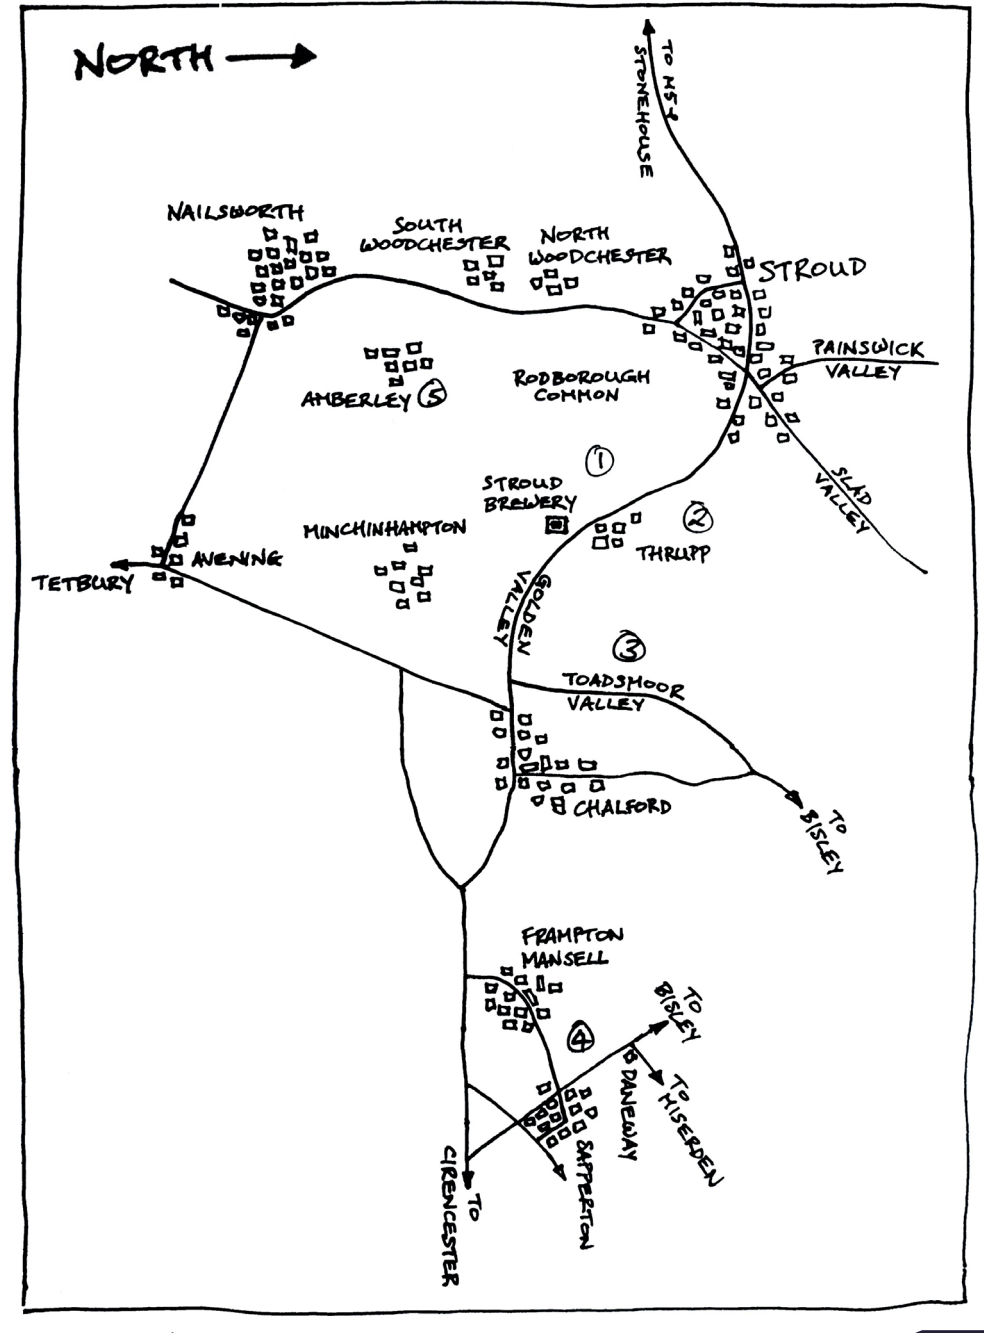 NORTH
TO M5 &
STONEHOUSE
NAILSWORTH
SOUTH
WOODCHESTER
NORTH
WOODCHESTER
STROUD
PAINSWICK
VALLEY
AMBERLEY 5
RODBOROUGH
COMMON
1
SLAD
VALLEY
STROUD
BREWERY
2
THRUPP
MINCHINHAMPTON
AVENING
TETBURY
GOLDEN
VALLEY
3
TOADSMOOR
VALLEY
CHALFORD
TO
BISLEY
FRAMPTON
MANSELL
4
TO
BISLEY
DANEWAY
TO
MISERDEN
SAPPERTON
TO
CIRENCESTER